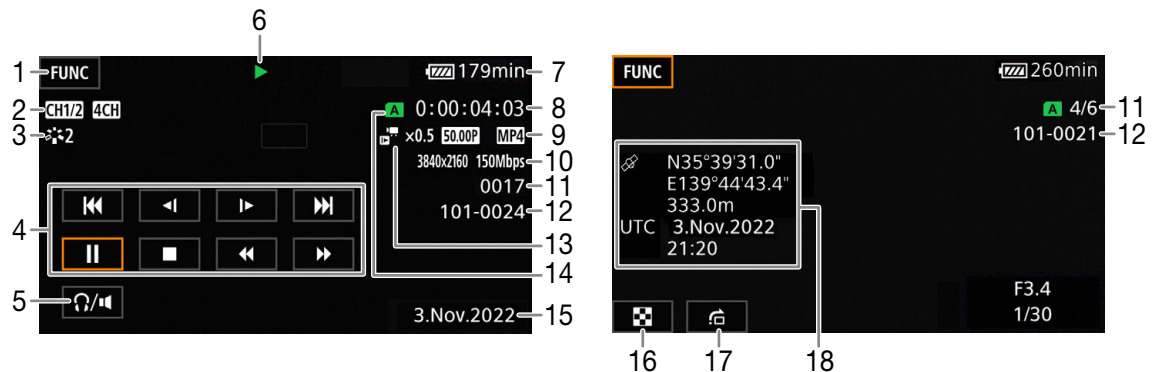 6
1 FUNC 179min 7
2 CH1/2 4CH A 0:00:04:03 8
3 2 ×0.5 50.00P MP4 9
3840x2160 150Mbps 10
0017 11
4 101-0024 12
13
14
5 3.Nov.2022 15
FUNC 260min
A 4/6 11
101-0021 12
N35°39'31.0"
E139°44'43.4"
333.0m
UTC 3.Nov.2022
21:20
F3.4
1/30
16 17 18